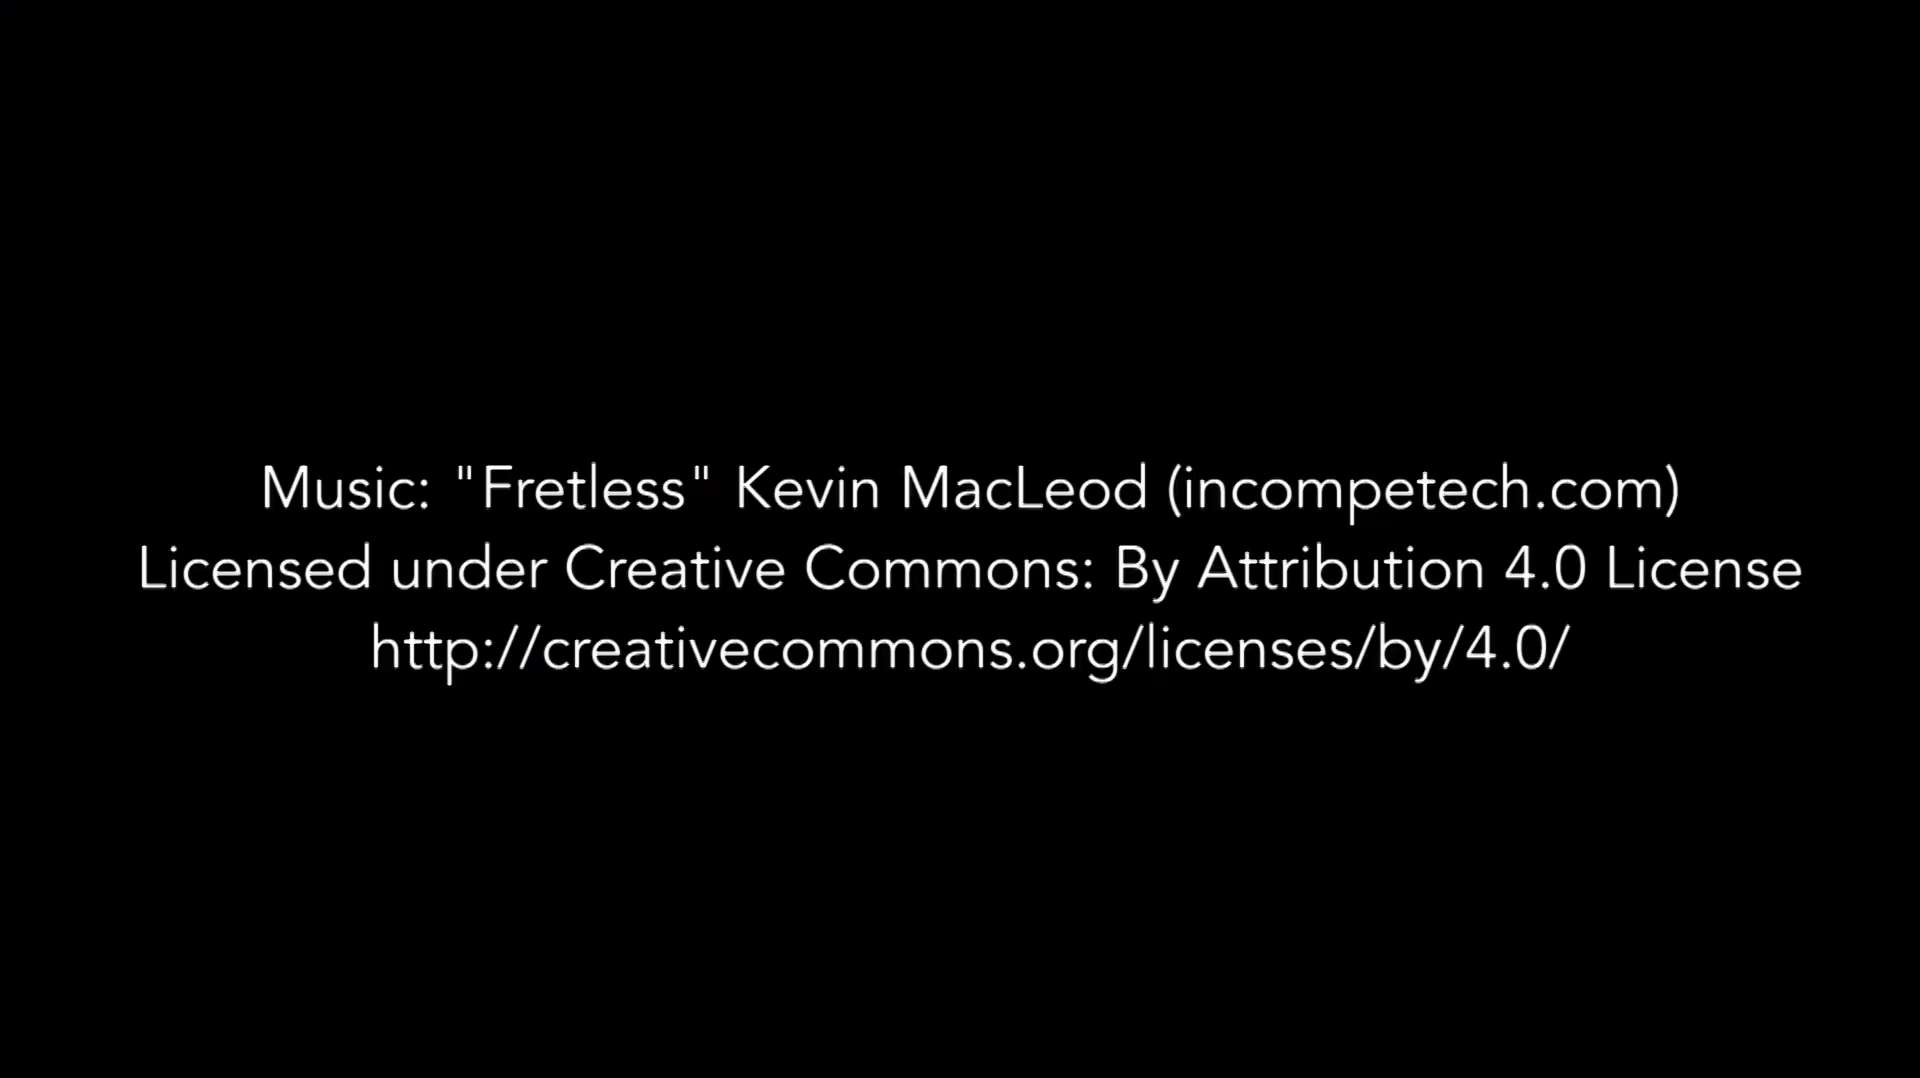 Music: "Fretless" Kevin MacLeod (incompetech.com)
Licensed under Creative Commons: By Attribution 4.0 License
http://creativecommons.org/licenses/by/4.0/